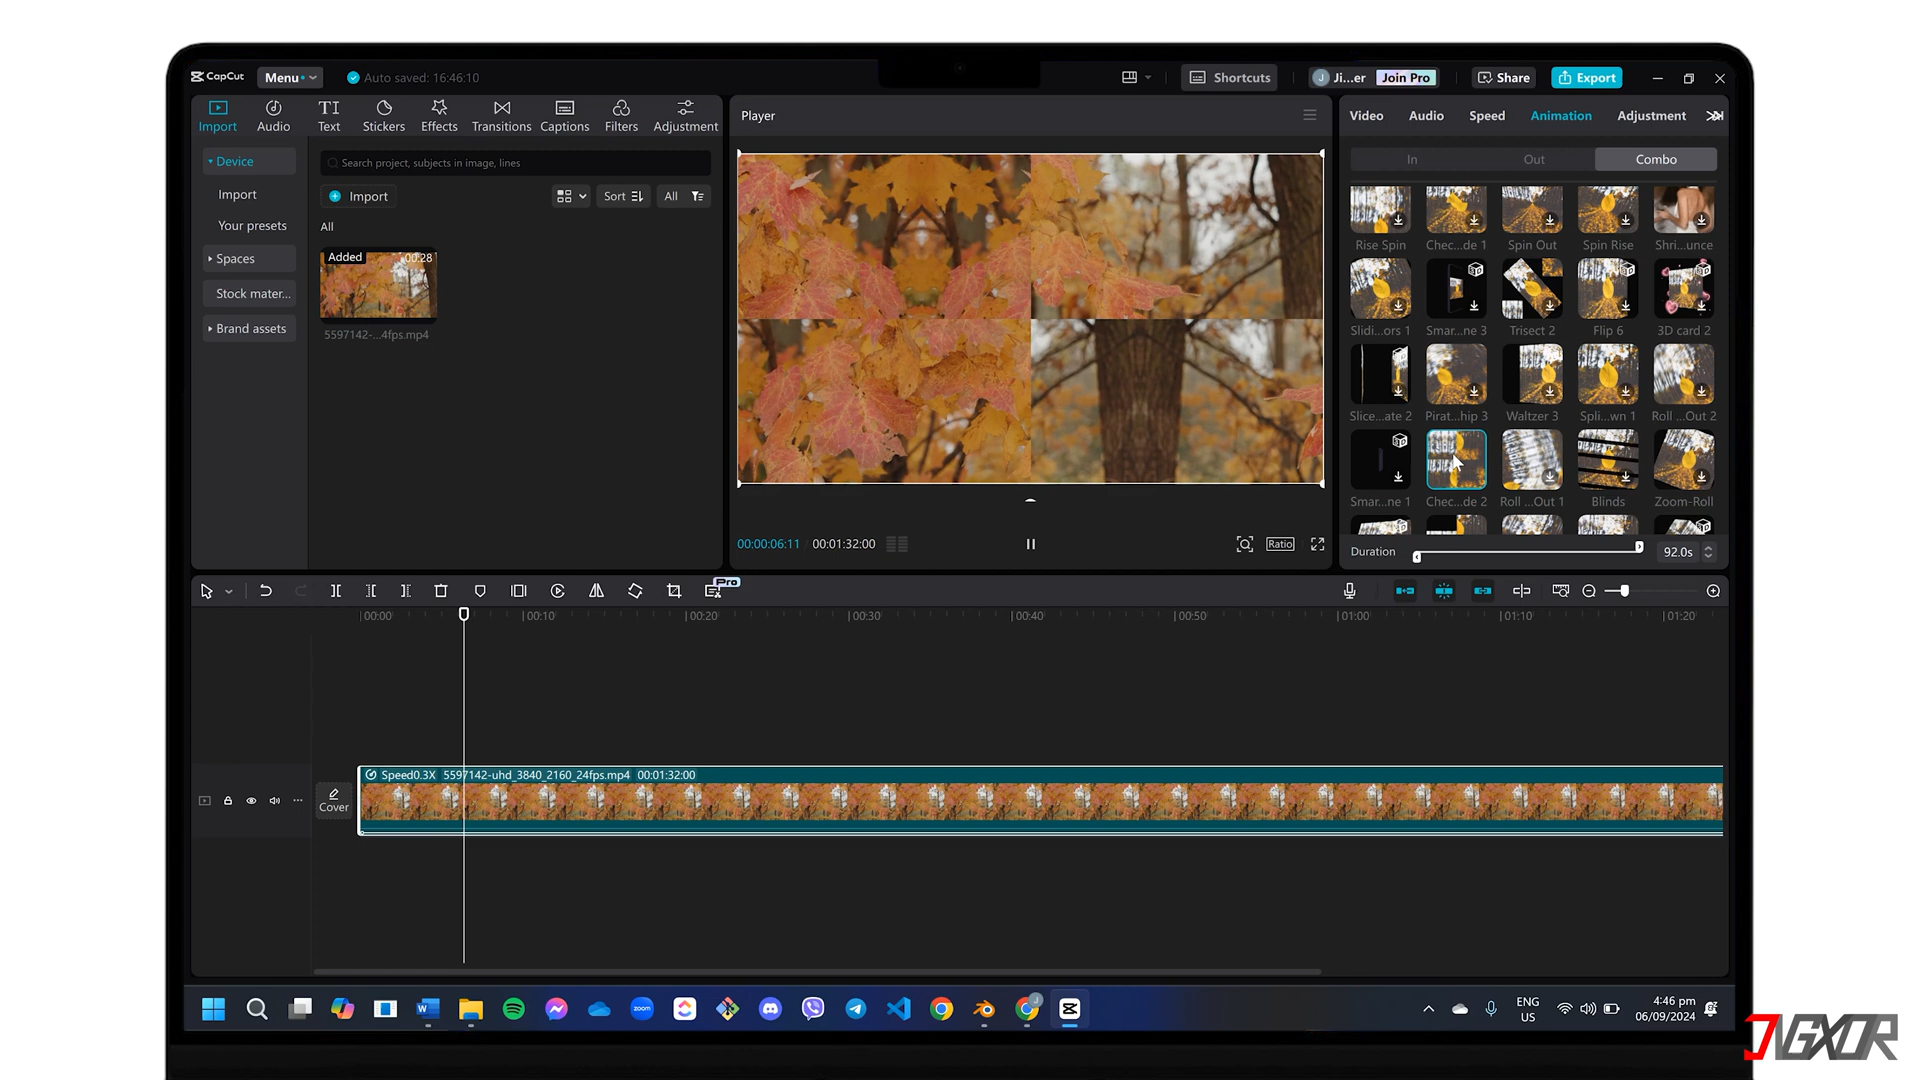 CapCut
Menu
Auto saved: 16:46:10
Shortcuts
J
Ji...er
Join Pro
Share
Export
Import
Audio
TI
Text
Stickers
Effects
Transitions
Captions
Filters
Adjustment
Device
Import
Your presets
Spaces
Stock mater...
Brand assets
Search project, subjects in image, lines
Import
Sort
All
All
Added
00:28
5597142-...4fps.mp4
Player
00:00:06:11
00:01:32:00
Ratio
Video
Audio
Speed
Animation
Adjustment
In
Out
Combo
Rise Spin
Chec...de 1
Spin Out
Spin Rise
Shri...unce
Slidi...ors 1
Smar...ne 3
Trisect 2
Flip 6
3D card 2
Slice...ate 2
Pirat...hip 3
Waltzer 3
Spli...wn 1
Roll ...Out 2
Smar...ne 1
Chec...de 2
Roll ...Out 1
Blinds
Zoom-Roll
Duration
92.0s
Pro
00:00
00:10
00:20
00:30
00:40
00:50
01:00
01:10
01:20
Cover
Speed0.3X 5597142-uhd_3840_2160_24fps.mp4 00:01:32:00
zoom
J
ENG
US
4:46 pm
06/09/2024
JVGXOR